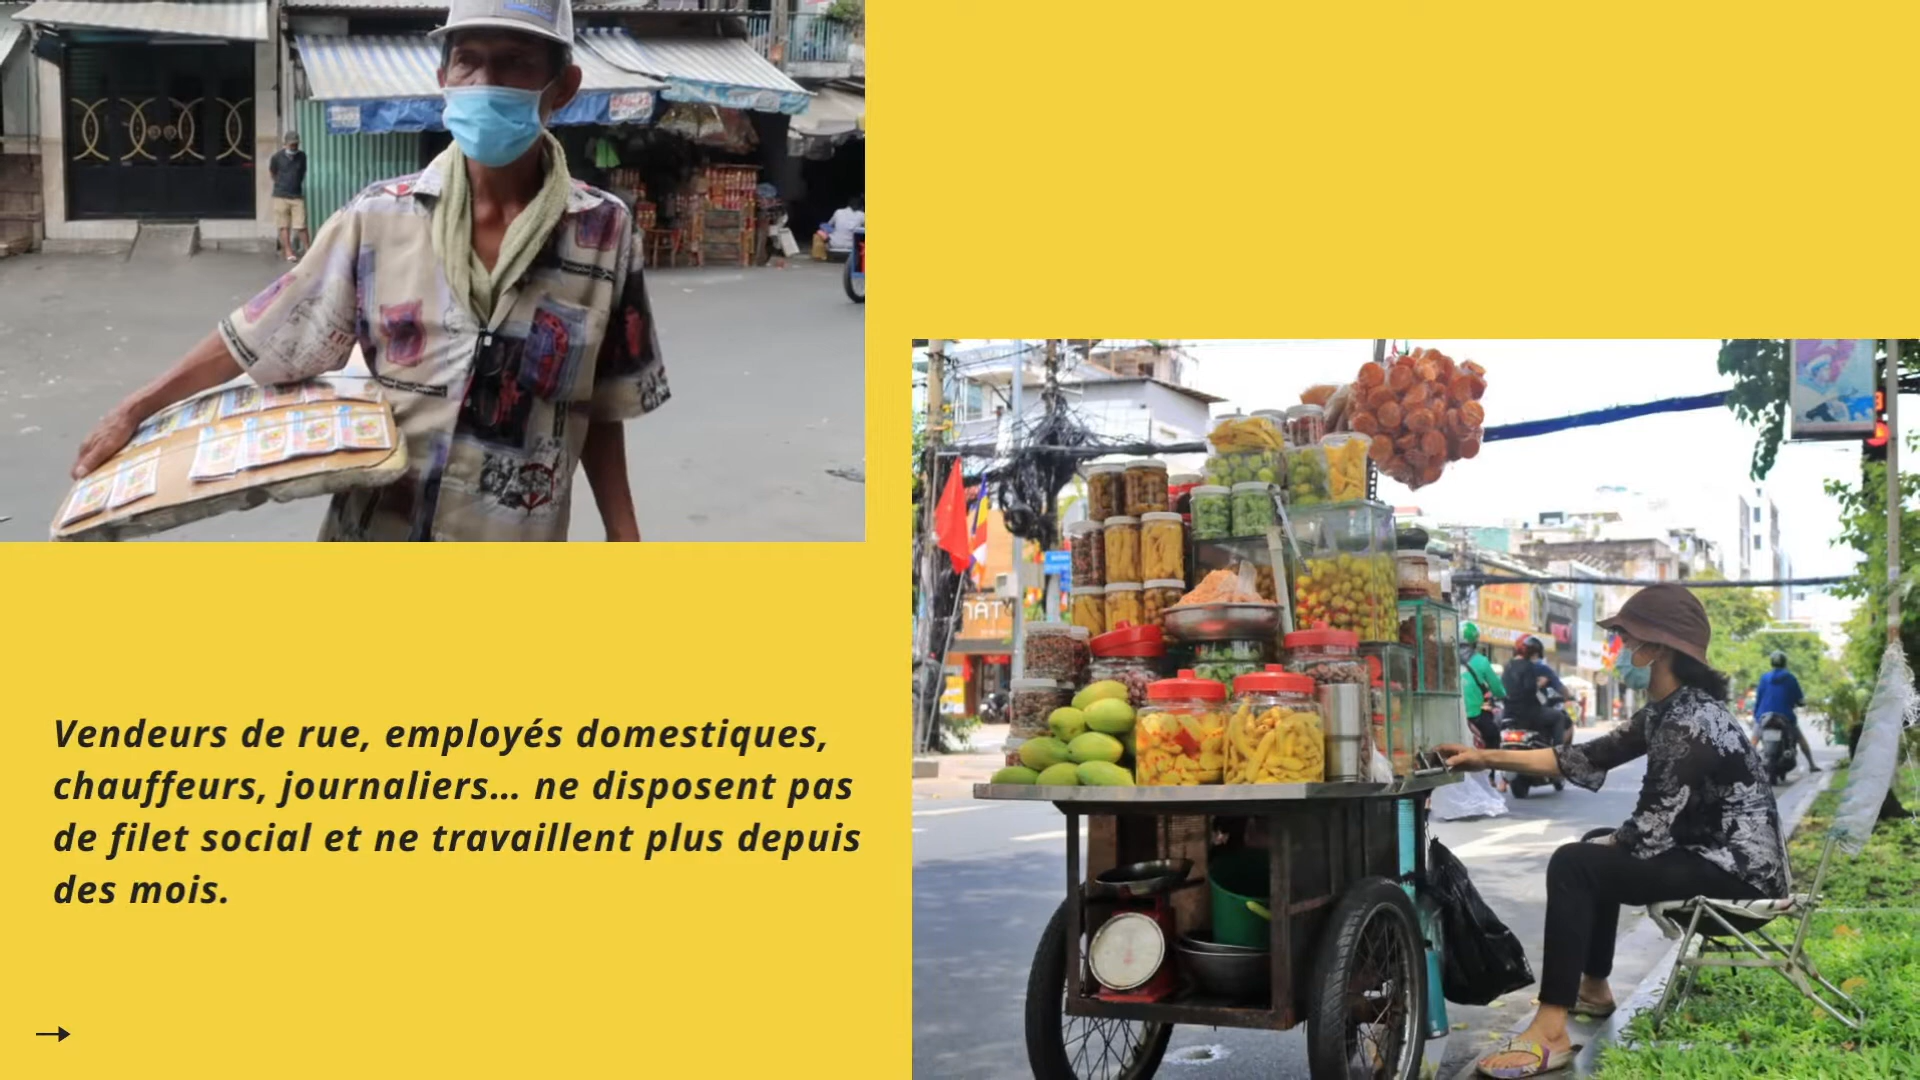 Vendeurs de rue, employés domestiques,
chauffeurs, journaliers... ne disposent pas
de filet social et ne travaillent plus depuis
des mois.